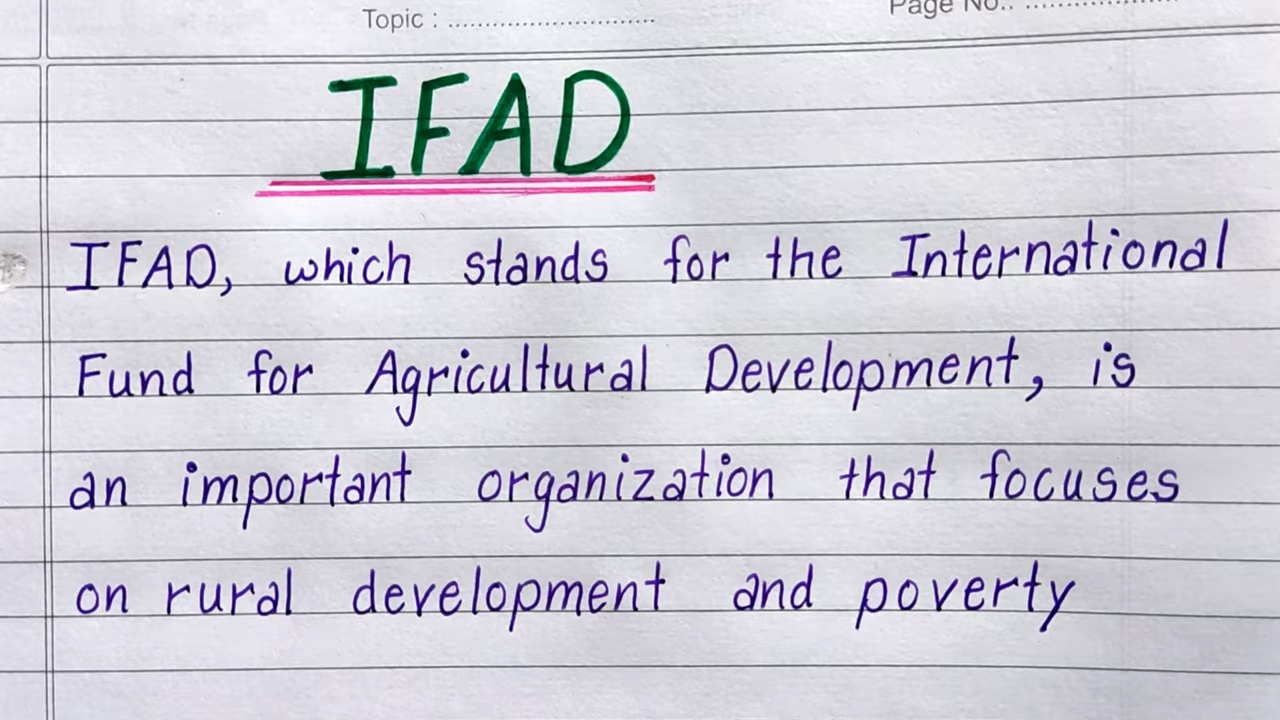 Topic : ............................ Page No.. ......................
IFAD
IFAD, which stands for the International
Fund for Agricultural Development, is
an important organization that focuses
on rural development and poverty